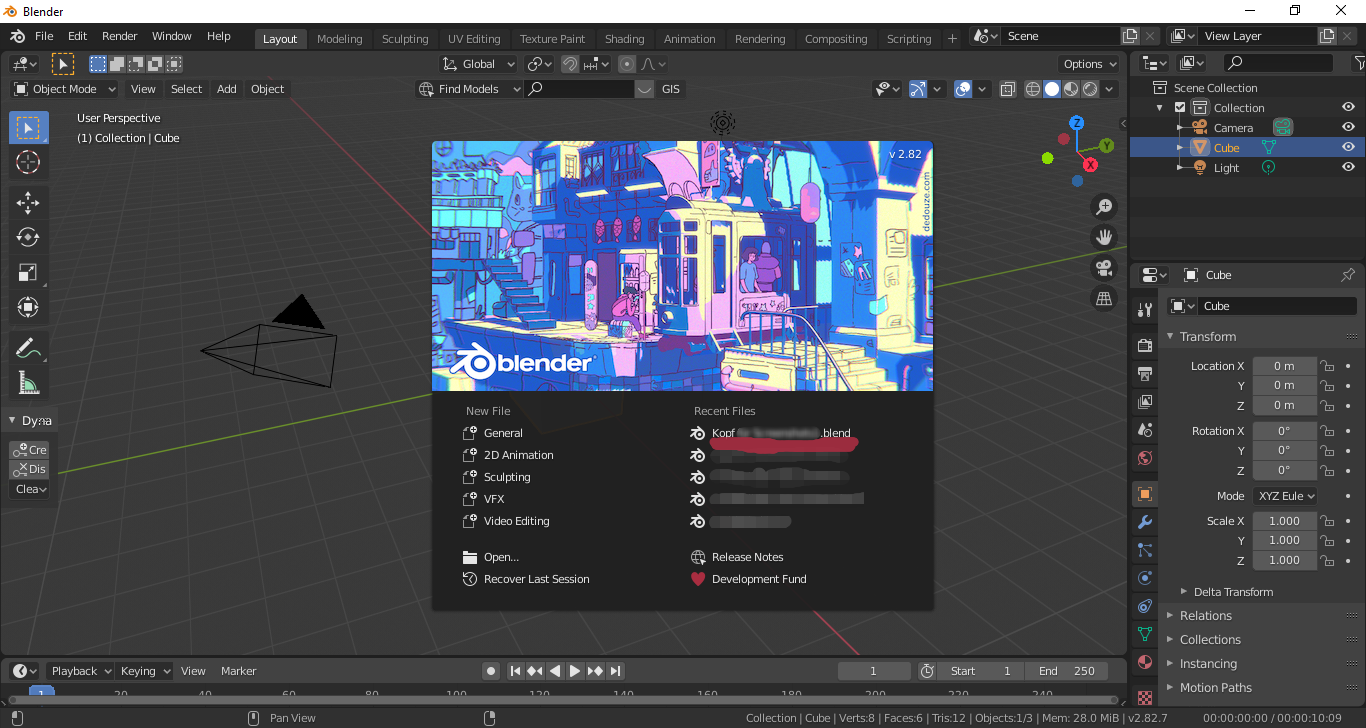 Blender
File Edit Render Window Help Layout Modeling Sculpting UV Editing Texture Paint Shading Animation Rendering Compositing Scripting + Scene View Layer
Global Options
Object Mode View Select Add Object Find Models GIS
Scene Collection
Collection
Camera
Cube
Light
User Perspective
(1) Collection | Cube
Z
Y
X
v 2.82
dedouze.com
blender
New File
General
2D Animation
Sculpting
VFX
Video Editing
Open...
Recover Last Session
Recent Files
Kopf .blend
Release Notes
Development Fund
Dyna
Cre
Dis
Clea
Cube
Cube
Transform
Location X 0 m
Y 0 m
Z 0 m
Rotation X 0°
Y 0°
Z 0°
Mode XYZ Eule
Scale X 1.000
Y 1.000
Z 1.000
Delta Transform
Relations
Collections
Instancing
Motion Paths
Playback Keying View Marker 1 Start 1 End 250
1 20 40 60 80 100 120 140 160 180 200 220 240
Pan View Collection | Cube | Verts:8 | Faces:6 | Tris:12 | Objects:1/3 | Mem: 28.0 MiB | v2.82.7 00:00:00:00 / 00:00:10:09